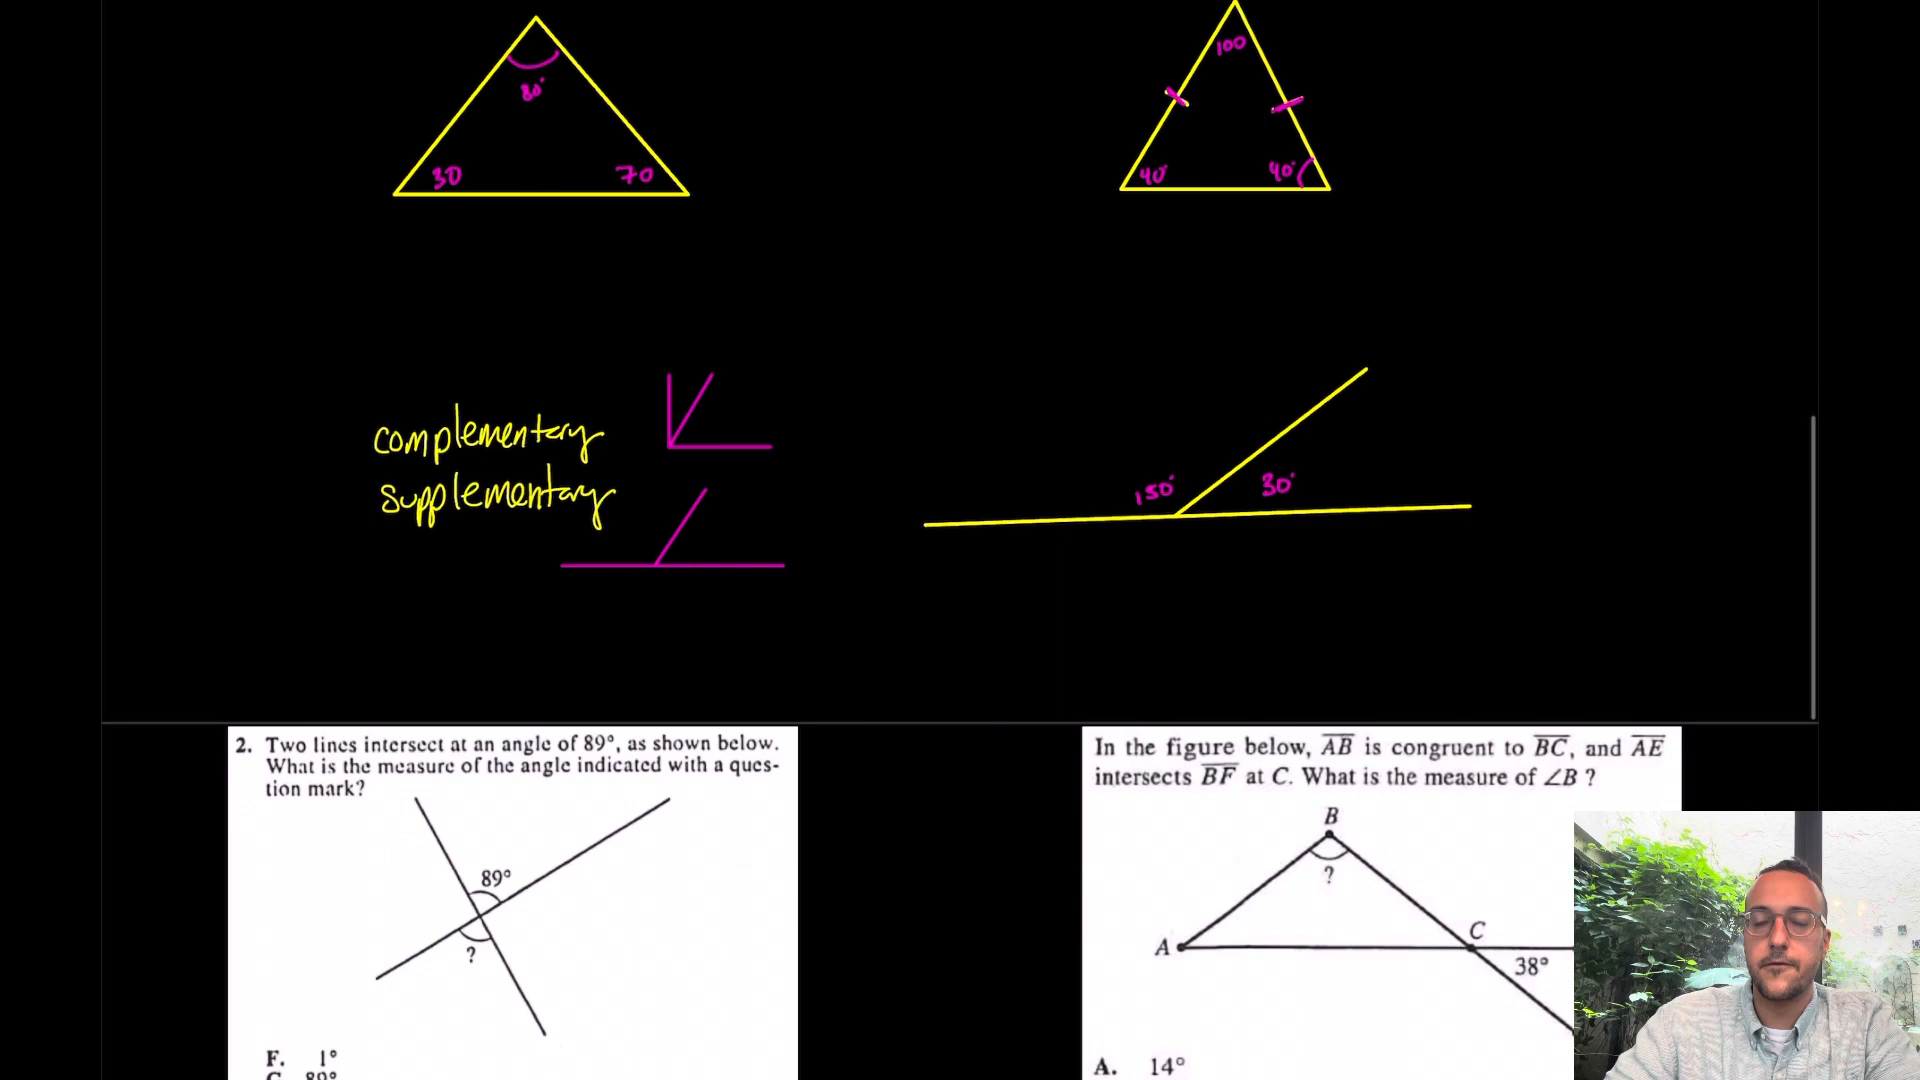 80°
30
70
100
40°
40°
complementary
supplementary
150°
30°
2. Two lines intersect at an angle of 89°, as shown below.
What is the measure of the angle indicated with a ques-
tion mark?
89°
?
F. 1°
In the figure below, AB is congruent to BC, and AE
intersects BF at C. What is the measure of ∠B ?
B
?
A
C
38°
A. 14°